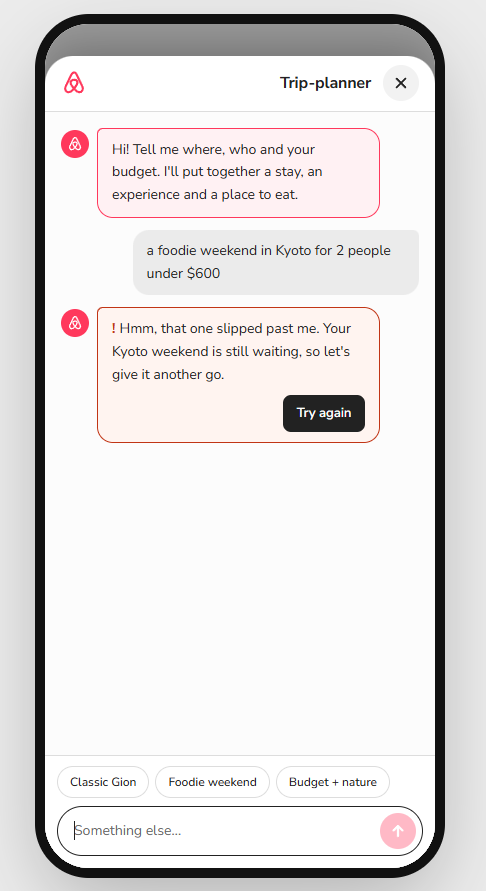 Trip-planner
Hi! Tell me where, who and your
budget. I'll put together a stay, an
experience and a place to eat.
a foodie weekend in Kyoto for 2 people
under $600
! Hmm, that one slipped past me. Your
Kyoto weekend is still waiting, so let's
give it another go.
Try again
Classic Gion
Foodie weekend
Budget + nature
Something else...